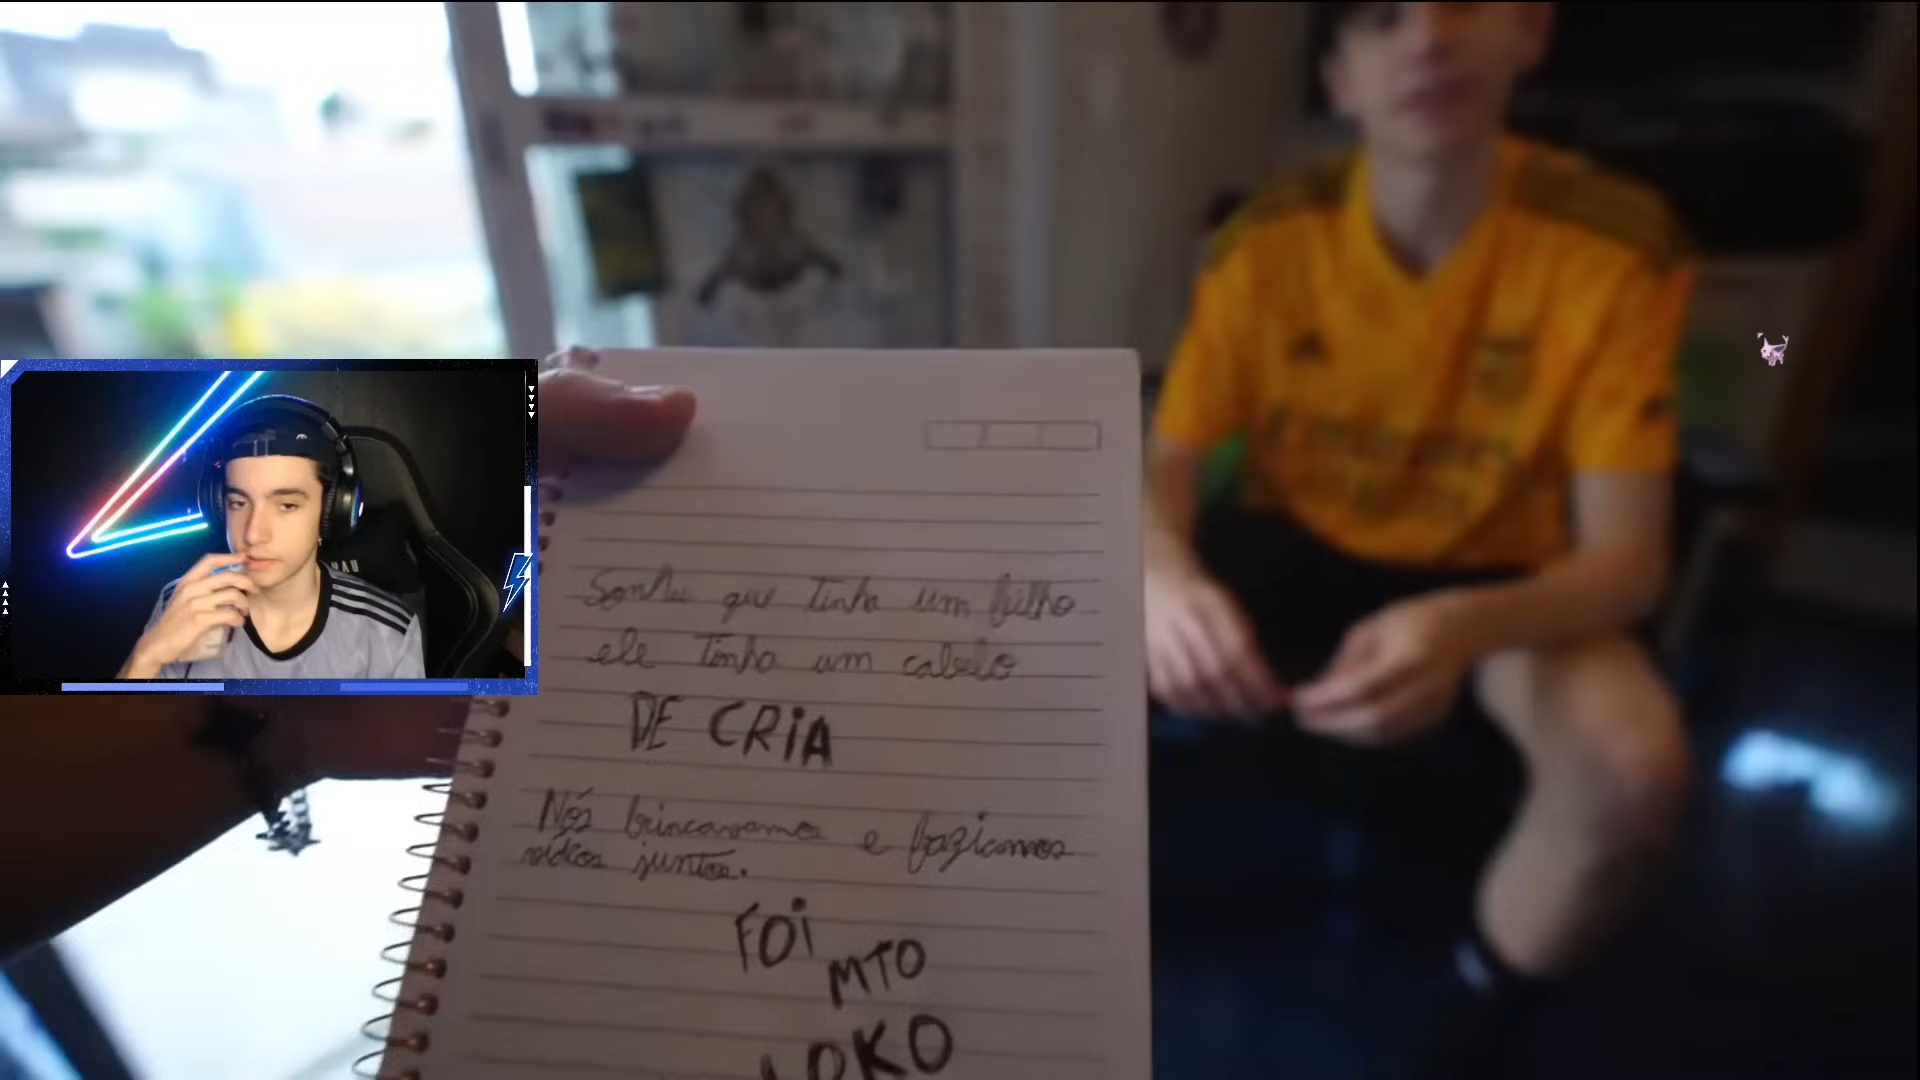 Sonhei que tinha um filho
ele tinha um cabelo
DE CRIA
Nós brincavamos e fazíamos
vídeos juntos.
FOi
MTO
LOKO